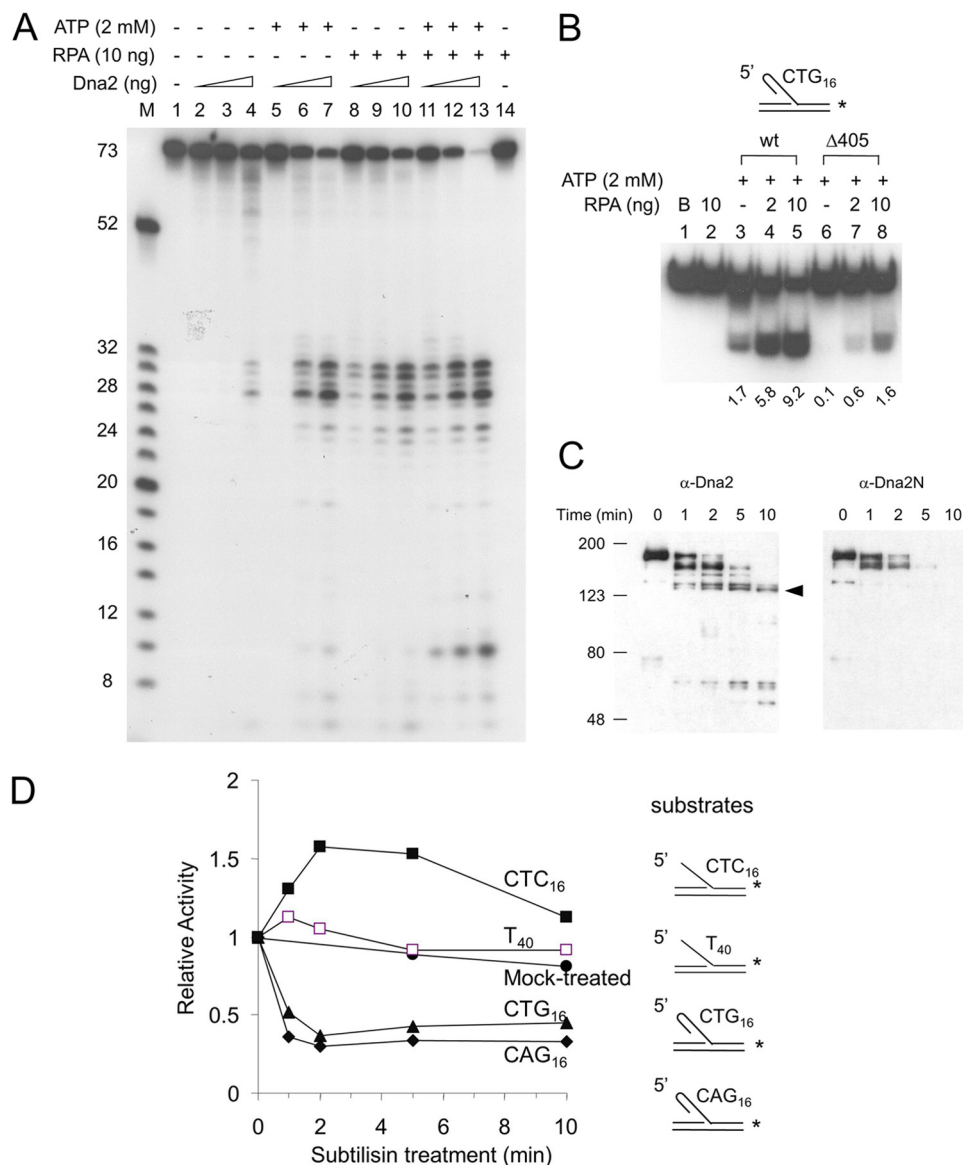 A
ATP (2 mM) - - - - + + + - - - + + + -
RPA (10 ng) - - - - - - - + + + + + + +
Dna2 (ng) - -
M 1 2 3 4 5 6 7 8 9 10 11 12 13 14
73
52
32
28
24
20
16
12
8
B
5’ CTG16 *
wt Δ405
ATP (2 mM) + + + + + +
RPA (ng) B 10 - 2 10 - 2 10
1 2 3 4 5 6 7 8
1.7 5.8 9.2 0.1 0.6 1.6
C
α-Dna2 α-Dna2N
Time (min) 0 1 2 5 10 0 1 2 5 10
200
123
80
48
D
Relative Activity
2
1.5
1
0.5
0
CTC16
T40
Mock-treated
CTG16
CAG16
0 2 4 6 8 10
Subtilisin treatment (min)
substrates
5’ CTC16 *
5’ T40 *
5’ CTG16 *
5’ CAG16 *